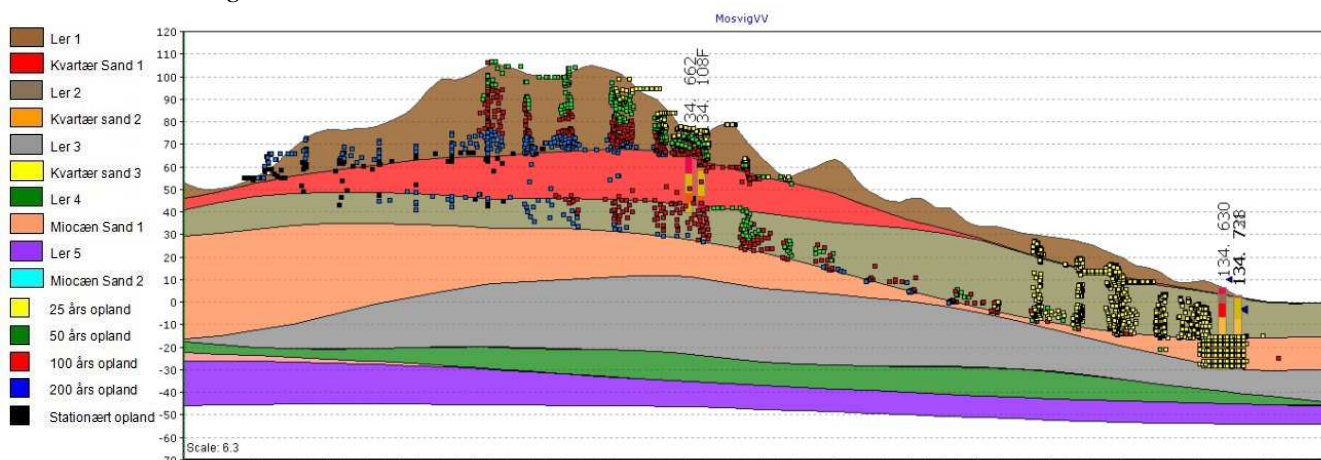 MosvigVV
Ler 1
Kvartær Sand 1
Ler 2
Kvartær sand 2
Ler 3
Kvartær sand 3
Ler 4
Miocæn Sand 1
Ler 5
Miocæn Sand 2
25 års opland
50 års opland
100 års opland
200 års opland
Stationært opland
120
110
100
90
80
70
60
50
40
30
20
10
0
-10
-20
-30
-40
-50
-60
Scale: 6.3
34. 662
34. 108F
134. 630
134.